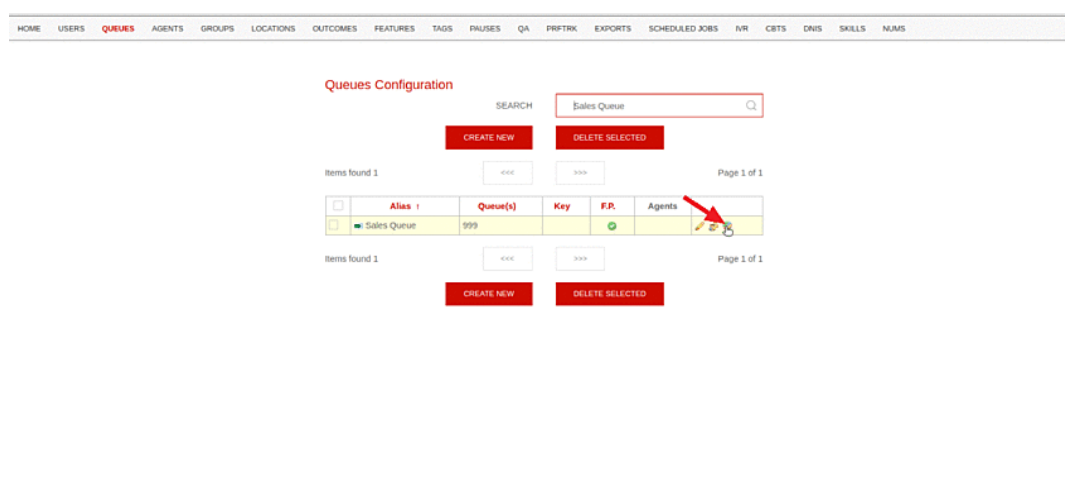 HOME USERS QUEUES AGENTS GROUPS LOCATIONS OUTCOMES FEATURES TAGS PAUSES QA PRFTRK EXPORTS SCHEDULED JOBS IVR CBTS DNIS SKILLS NUMS
Queues Configuration
SEARCH Sales Queue
CREATE NEW DELETE SELECTED
Items found 1 <<< >>> Page 1 of 1
Alias ↑ Queue(s) Key F.P. Agents
Sales Queue 999
Items found 1 <<< >>> Page 1 of 1
CREATE NEW DELETE SELECTED